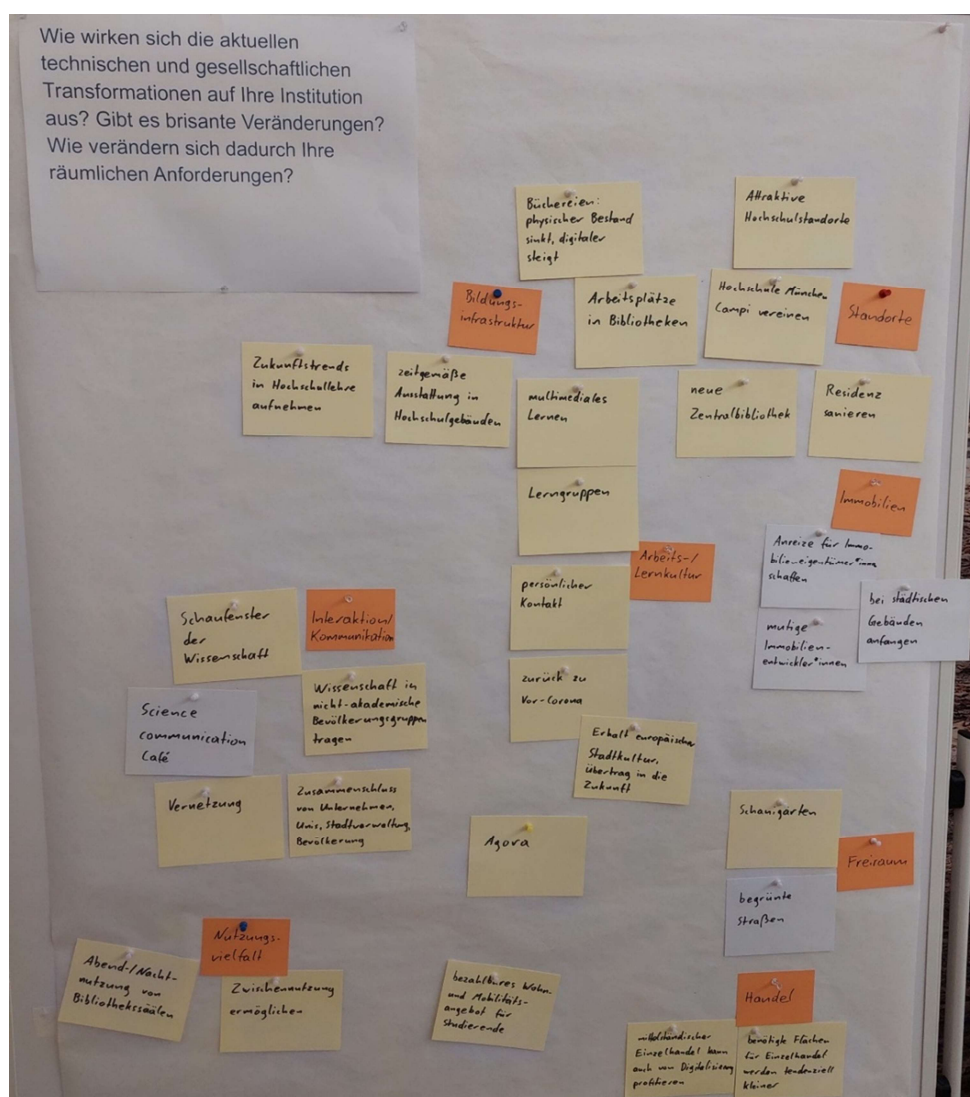 Wie wirken sich die aktuellen
technischen und gesellschaftlichen
Transformationen auf Ihre Institution
aus? Gibt es brisante Veränderungen?
Wie verändern sich dadurch Ihre
räumlichen Anforderungen?
Büchereien:
physischer Bestand
sinkt, digitaler
steigt
Attraktive
Hochschulstandorte
Bildungs-
infrastruktur
Arbeitsplätze
in Bibliotheken
Hochschule München
Campi vereinen
Standorte
Zukunftstrends
in Hochschullehre
aufnehmen
zeitgemäße
Ausstattung in
Hochschulgebäuden
multimediales
Lernen
neue
Zentralbibliothek
Residenz
sanieren
Lerngruppen
Immobilien
Arbeits-/
Lernkultur
Anreize für Immo-
bilieneigentümer*innen
schaffen
persönlicher
Kontakt
bei städtischen
Gebäuden
anfangen
mutige
Immobilien-
entwickler*innen
Schaufenster
der
Wissenschaft
Interaktion/
Kommunikation
Wissenschaft in
nicht-akademische
Bevölkerungsgruppen
tragen
zurück zu
Vor-Corona
Science
communication
Café
Erhalt europäischer
Stadtkultur,
übertrag in die
Zukunft
Vernetzung
Zusammenschluss
von Unternehmen,
Unis, Stadtverwaltung,
Bevölkerung
Agora
Schanigarten
Freiraum
begrünte
Straßen
Nutzungs-
vielfalt
Abend-/Nacht-
nutzung von
Bibliothekssäälen
Zwischennutzung
ermöglichen
bezahlbares Wohn-
und Mobilitäts-
angebot für
Studierende
Handel
mittelständischer
Einzelhandel kann
auch von Digitalisierung
profitieren
benötigte Flächen
für Einzelhandel
werden tendenziell
kleiner